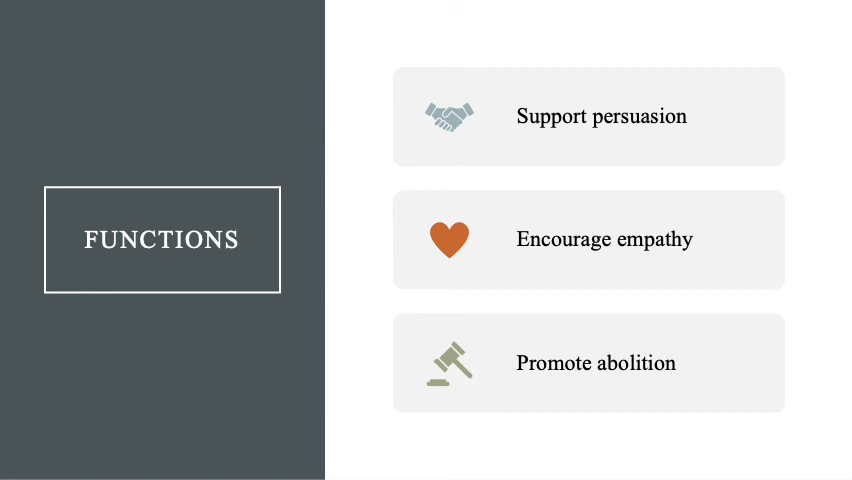 FUNCTIONS
Support persuasion
Encourage empathy
Promote abolition